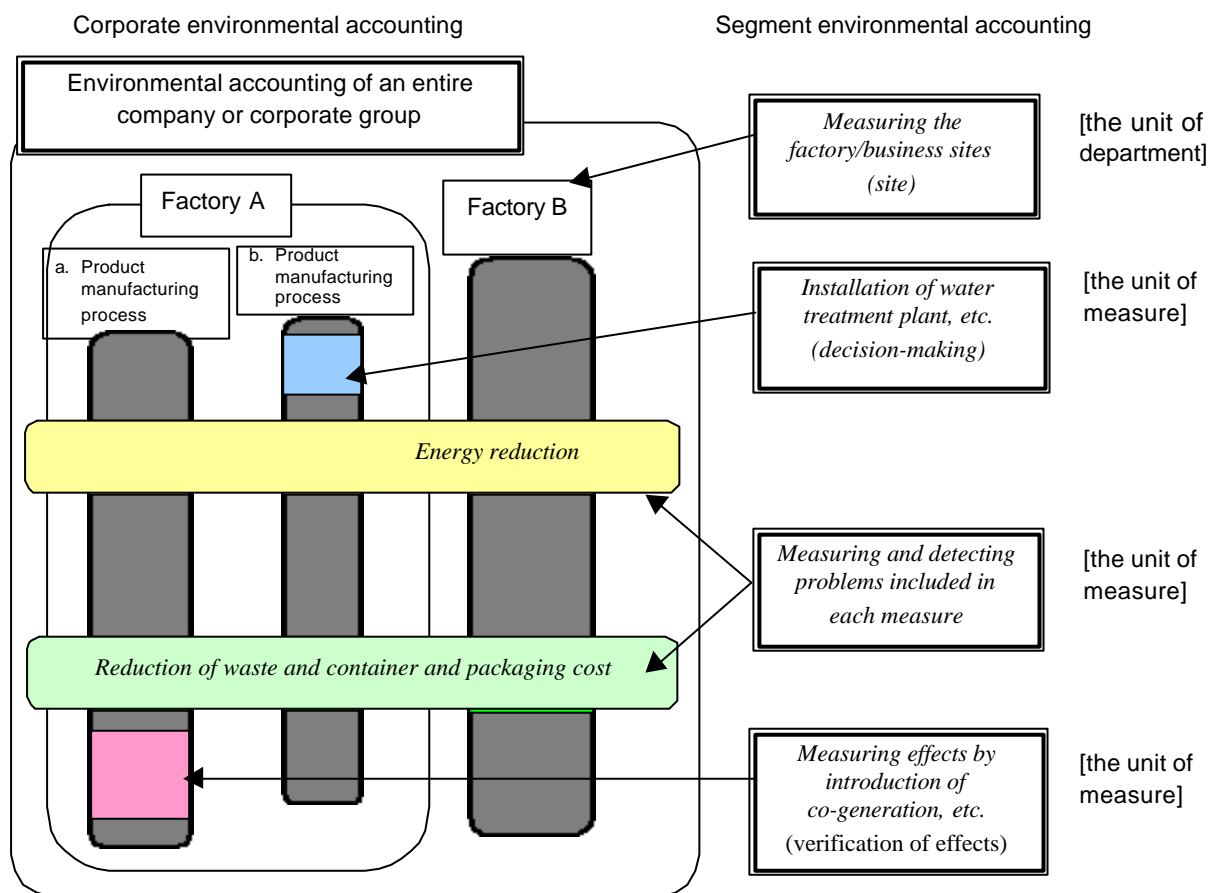 Corporate environmental accounting
Segment environmental accounting
Environmental accounting of an entire
company or corporate group
Measuring the
factory/business sites
(site)
[the unit of
department]
Factory A
Factory B
a. Product
manufacturing
process
b. Product
manufacturing
process
Installation of water
treatment plant, etc.
(decision-making)
[the unit of
measure]
Energy reduction
Measuring and detecting
problems included in
each measure
[the unit of
measure]
Reduction of waste and container and packaging cost
Measuring effects by
introduction of
co-generation, etc.
(verification of effects)
[the unit of
measure]